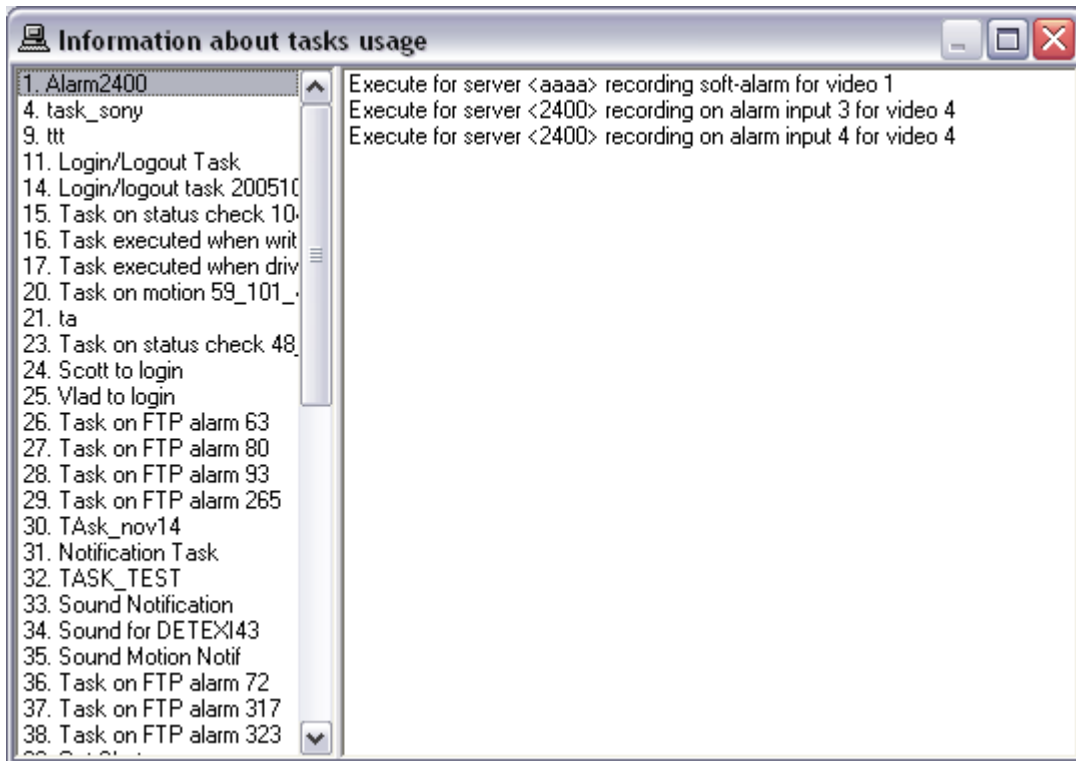 Information about tasks usage
1. Alarm2400
4. task_sony
9. ttt
11. Login/Logout Task
14. Login/logout task 200510
15. Task on status check 10
16. Task executed when writ
17. Task executed when driv
20. Task on motion 59_101_
21. ta
23. Task on status check 48_
24. Scott to login
25. Vlad to login
26. Task on FTP alarm 63
27. Task on FTP alarm 80
28. Task on FTP alarm 93
29. Task on FTP alarm 265
30. TAsk_nov14
31. Notification Task
32. TASK_TEST
33. Sound Notification
34. Sound for DETEXI43
35. Sound Motion Notif
36. Task on FTP alarm 72
37. Task on FTP alarm 317
38. Task on FTP alarm 323
Execute for server <aaaa> recording soft-alarm for video 1
Execute for server <2400> recording on alarm input 3 for video 4
Execute for server <2400> recording on alarm input 4 for video 4